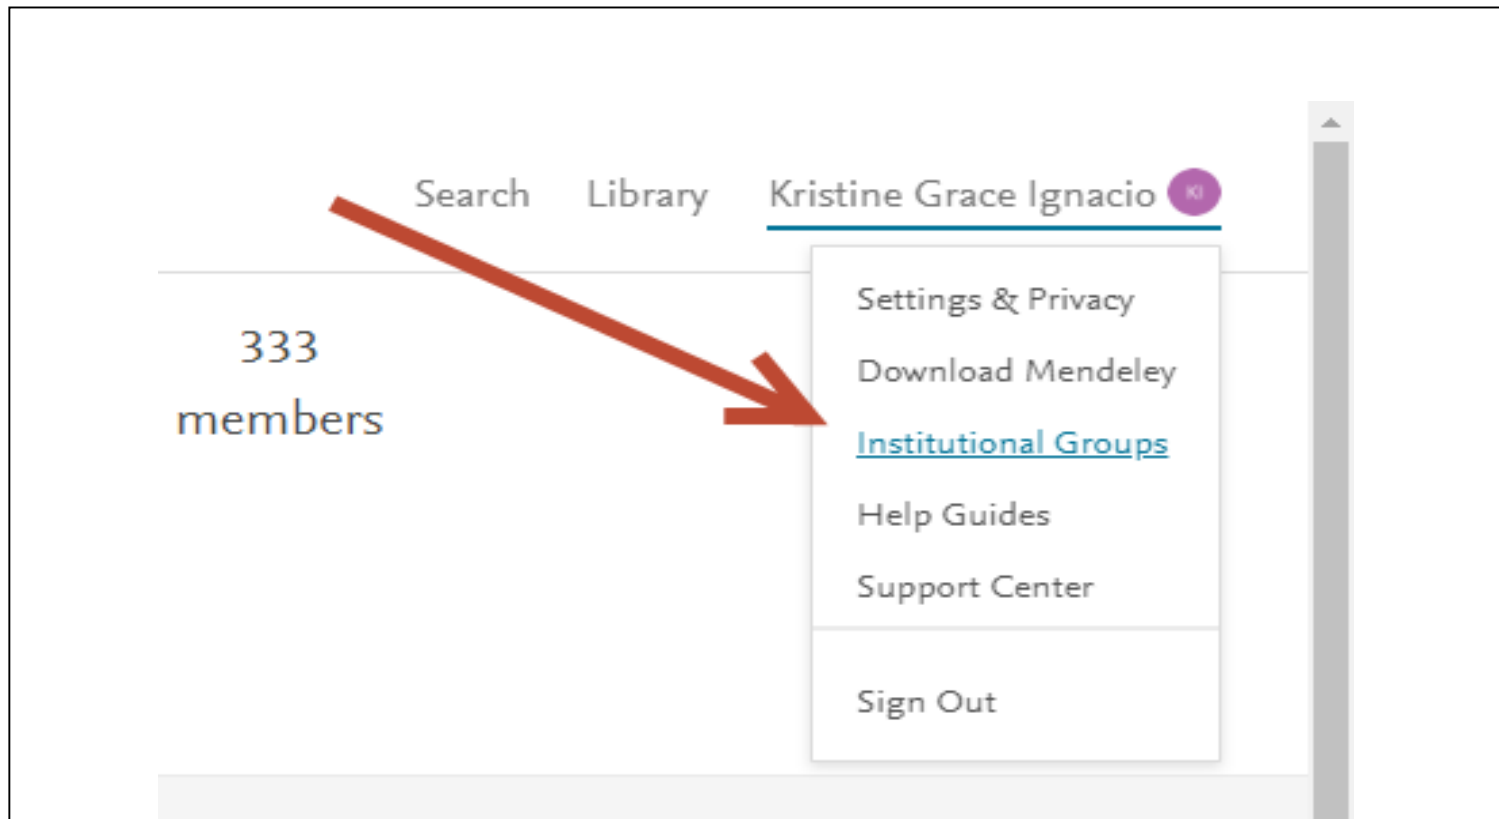 Search Library Kristine Grace Ignacio KI
Settings & Privacy
333
Download Mendeley
members
Institutional Groups
Help Guides
Support Center
Sign Out